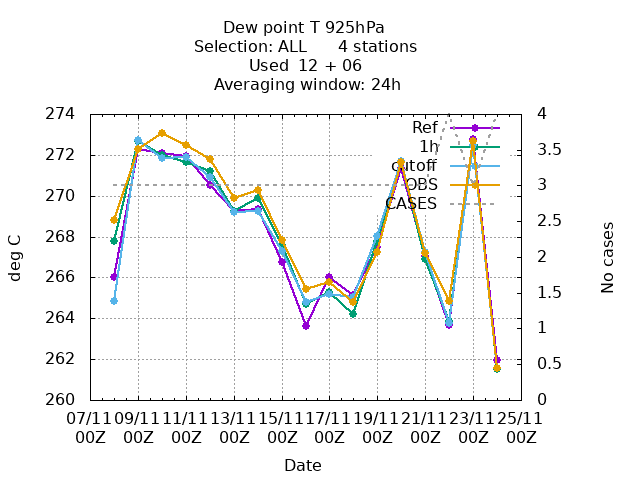 Dew point T 925hPa
Selection: ALL 4 stations
Used 12 + 06
Averaging window: 24h
274
272
270
268
266
264
262
260
deg C
4
3.5
3
2.5
2
1.5
1
0.5
0
No cases
Ref
1h
cutoff
OBS
CASES
07/11 09/11 11/11 13/11 15/11 17/11 19/11 21/11 23/11 25/11
00Z 00Z 00Z 00Z 00Z 00Z 00Z 00Z 00Z 00Z
Date